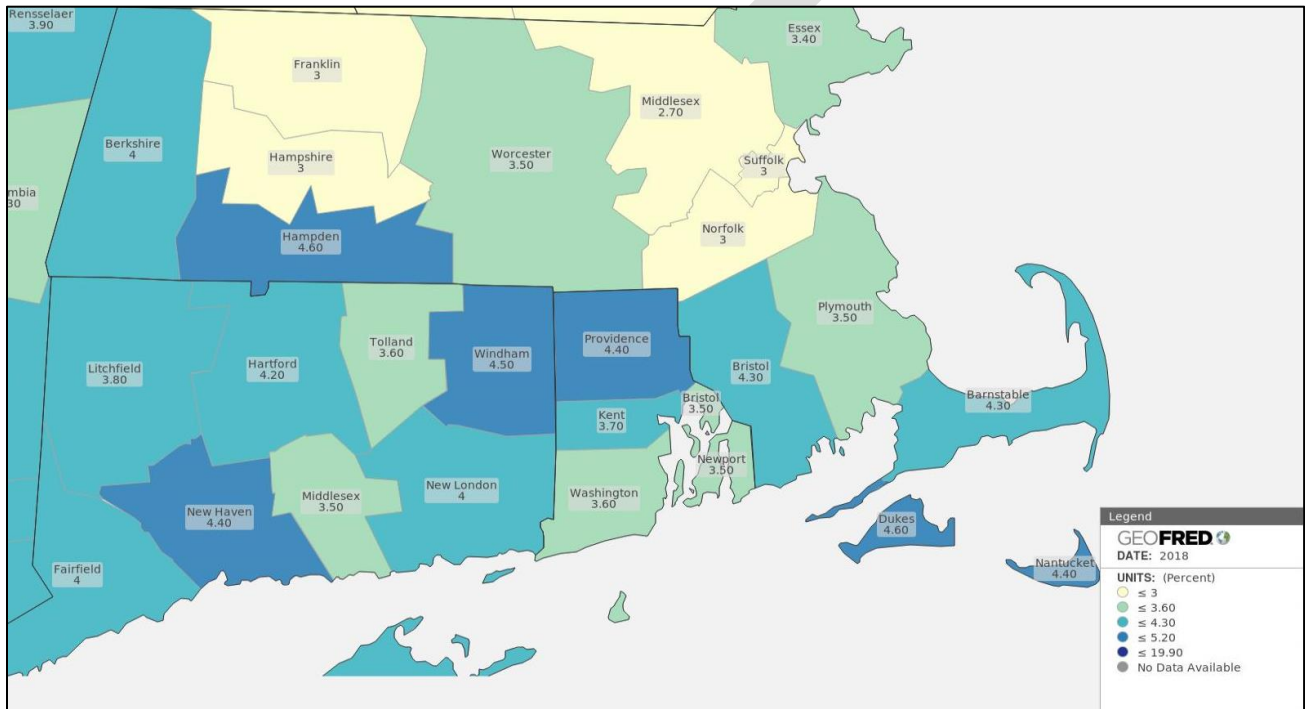 Rensselaer
3.90
Essex
3.40
Franklin
3
Middlesex
2.70
Berkshire
4
Hampshire
3
Worcester
3.50
Suffolk
3
mbia
30
Hampden
4.60
Norfolk
3
Plymouth
3.50
Litchfield
3.80
Hartford
4.20
Tolland
3.60
Windham
4.50
Providence
4.40
Bristol
4.30
Barnstable
4.30
Bristol
3.50
Kent
3.70
Newport
3.50
New London
4
Washington
3.60
Middlesex
3.50
New Haven
4.40
Dukes
4.60
Nantucket
4.40
Fairfield
4
Legend
GEOFRED
DATE: 2018
UNITS: (Percent)
≤ 3
≤ 3.60
≤ 4.30
≤ 5.20
≤ 19.90
No Data Available